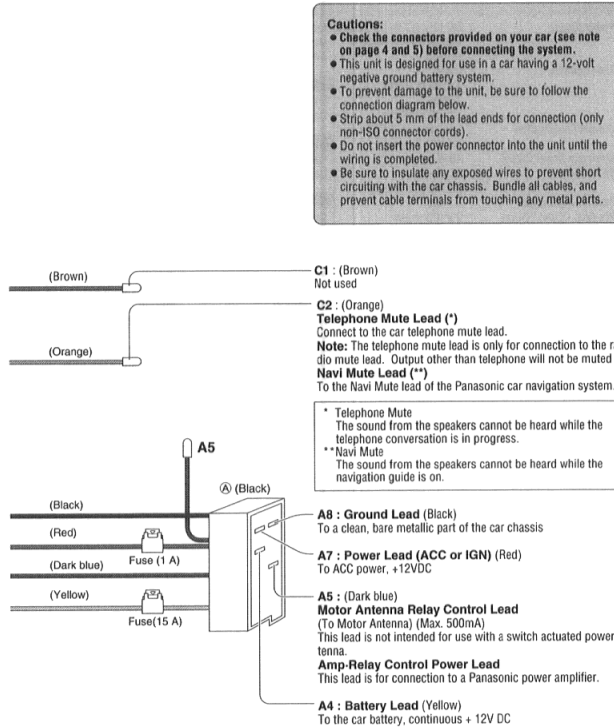 Cautions:
● Check the connectors provided on your car (see note
on page 4 and 5) before connecting the system.
● This unit is designed for use in a car having a 12-volt
negative ground battery system.
● To prevent damage to the unit, be sure to follow the
connection diagram below.
● Strip about 5 mm of the lead ends for connection (only
non-ISO connector cords).
● Do not insert the power connector into the unit until the
wiring is completed.
● Be sure to insulate any exposed wires to prevent short
circuiting with the car chassis. Bundle all cables, and
prevent cable terminals from touching any metal parts.
(Brown)
C1 : (Brown)
Not used
(Orange)
C2 : (Orange)
Telephone Mute Lead (*)
Connect to the car telephone mute lead.
Note: The telephone mute lead is only for connection to the r
dio mute lead. Output other than telephone will not be muted
Navi Mute Lead (**)
To the Navi Mute lead of the Panasonic car navigation system.
* Telephone Mute
The sound from the speakers cannot be heard while the
telephone conversation is in progress.
**Navi Mute
The sound from the speakers cannot be heard while the
navigation guide is on.
A5
Ⓐ (Black)
(Black)
(Red)
Fuse (1 A)
(Dark blue)
(Yellow)
Fuse(15 A)
A8 : Ground Lead (Black)
To a clean, bare metallic part of the car chassis
A7 : Power Lead (ACC or IGN) (Red)
To ACC power, +12VDC
A5 : (Dark blue)
Motor Antenna Relay Control Lead
(To Motor Antenna) (Max. 500mA)
This lead is not intended for use with a switch actuated power
tenna.
Amp-Relay Control Power Lead
This lead is for connection to a Panasonic power amplifier.
A4 : Battery Lead (Yellow)
To the car battery, continuous + 12V DC